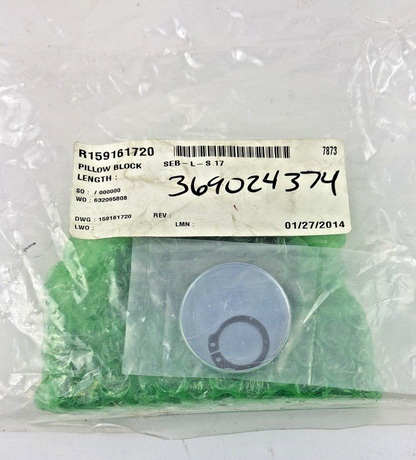 R159161720 7873
PILLOW BLOCK SEB-L-S 17
LENGTH :
369024374
SO : / 000000
WO : 632095808
DWG : 159161720 REV :
LWO : LMN : 01/27/2014